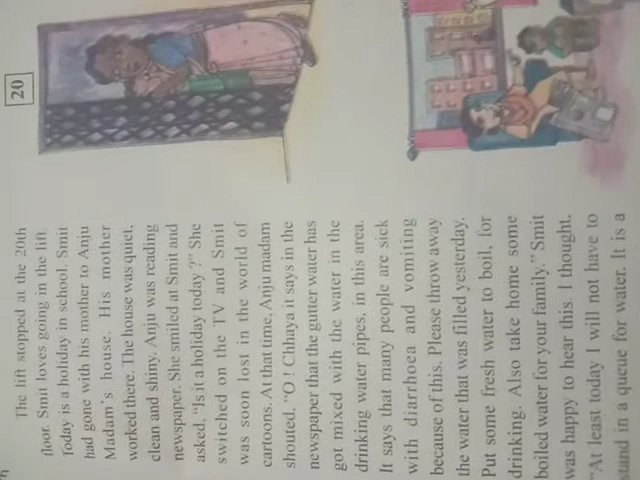 20
The lift stopped at the 20th
floor. Smit loves going in the lift.
Today is a holiday in school. Smit
had gone with his mother to Anju
Madam's house. His mother
worked there. The house was quiet,
clean and shiny. Anju was reading
newspaper. She smiled at Smit and
asked. "Is it a holiday today ?" She
switched on the TV and Smit
was soon lost in the world of
cartoons. At that time, Anju madam
shouted. "O ! Chhaya it says in the
newspaper that the gutter water has
got mixed with the water in the
drinking water pipes, in this area.
It says that many people are sick
with diarrhoea and vomiting
because of this. Please throw away
the water that was filled yesterday.
Put some fresh water to boil, for
drinking. Also take home some
boiled water for your family." Smit
was happy to hear this. I thought.
"At least today I will not have to
stand in a queue for water. It is a